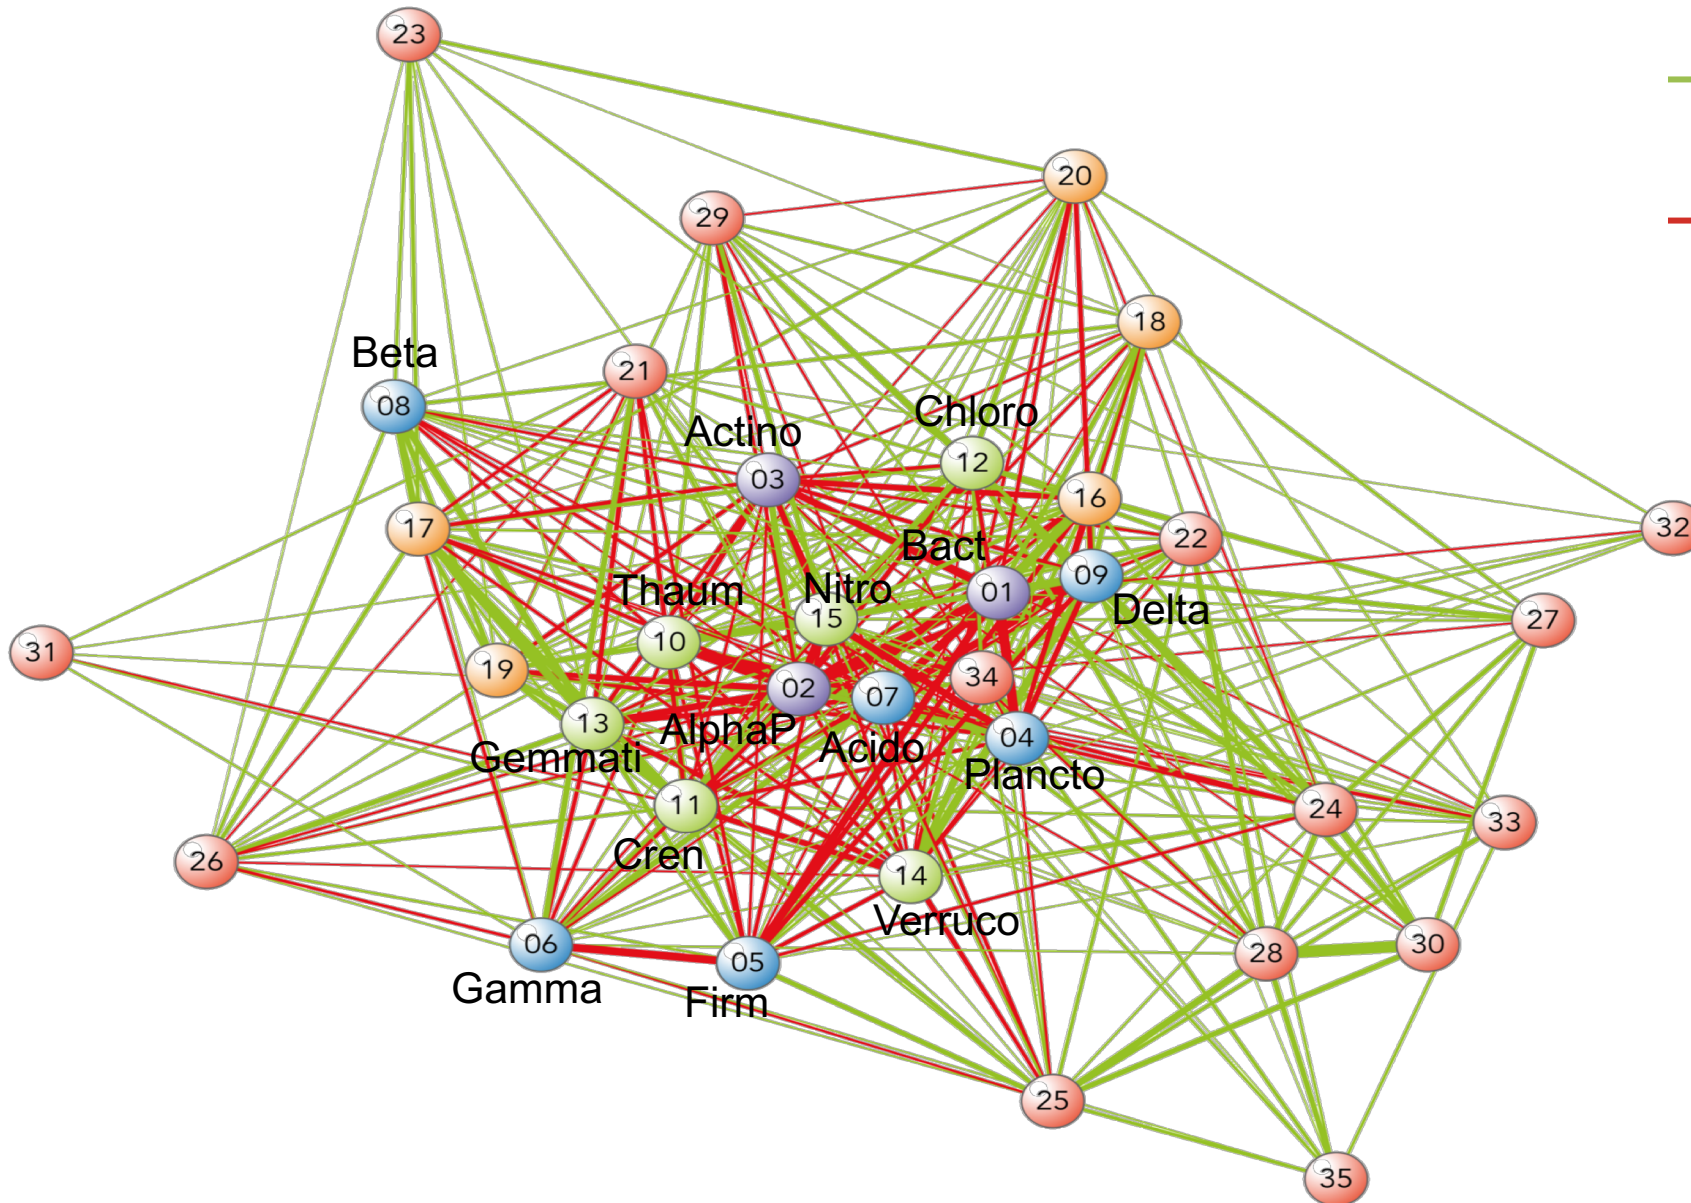 23
20
29
18
Beta
21
08
Chloro
Actino
12
03
16
17
32
22
Bact
09
Thaum
Nitro
01
Delta
15
27
10
31
19
34
02
07
13
04
AlphaP
Acido
Gemmati
Plancto
11
24
33
Cren
26
14
Verruco
06
30
28
05
Gamma
Firm
25
35